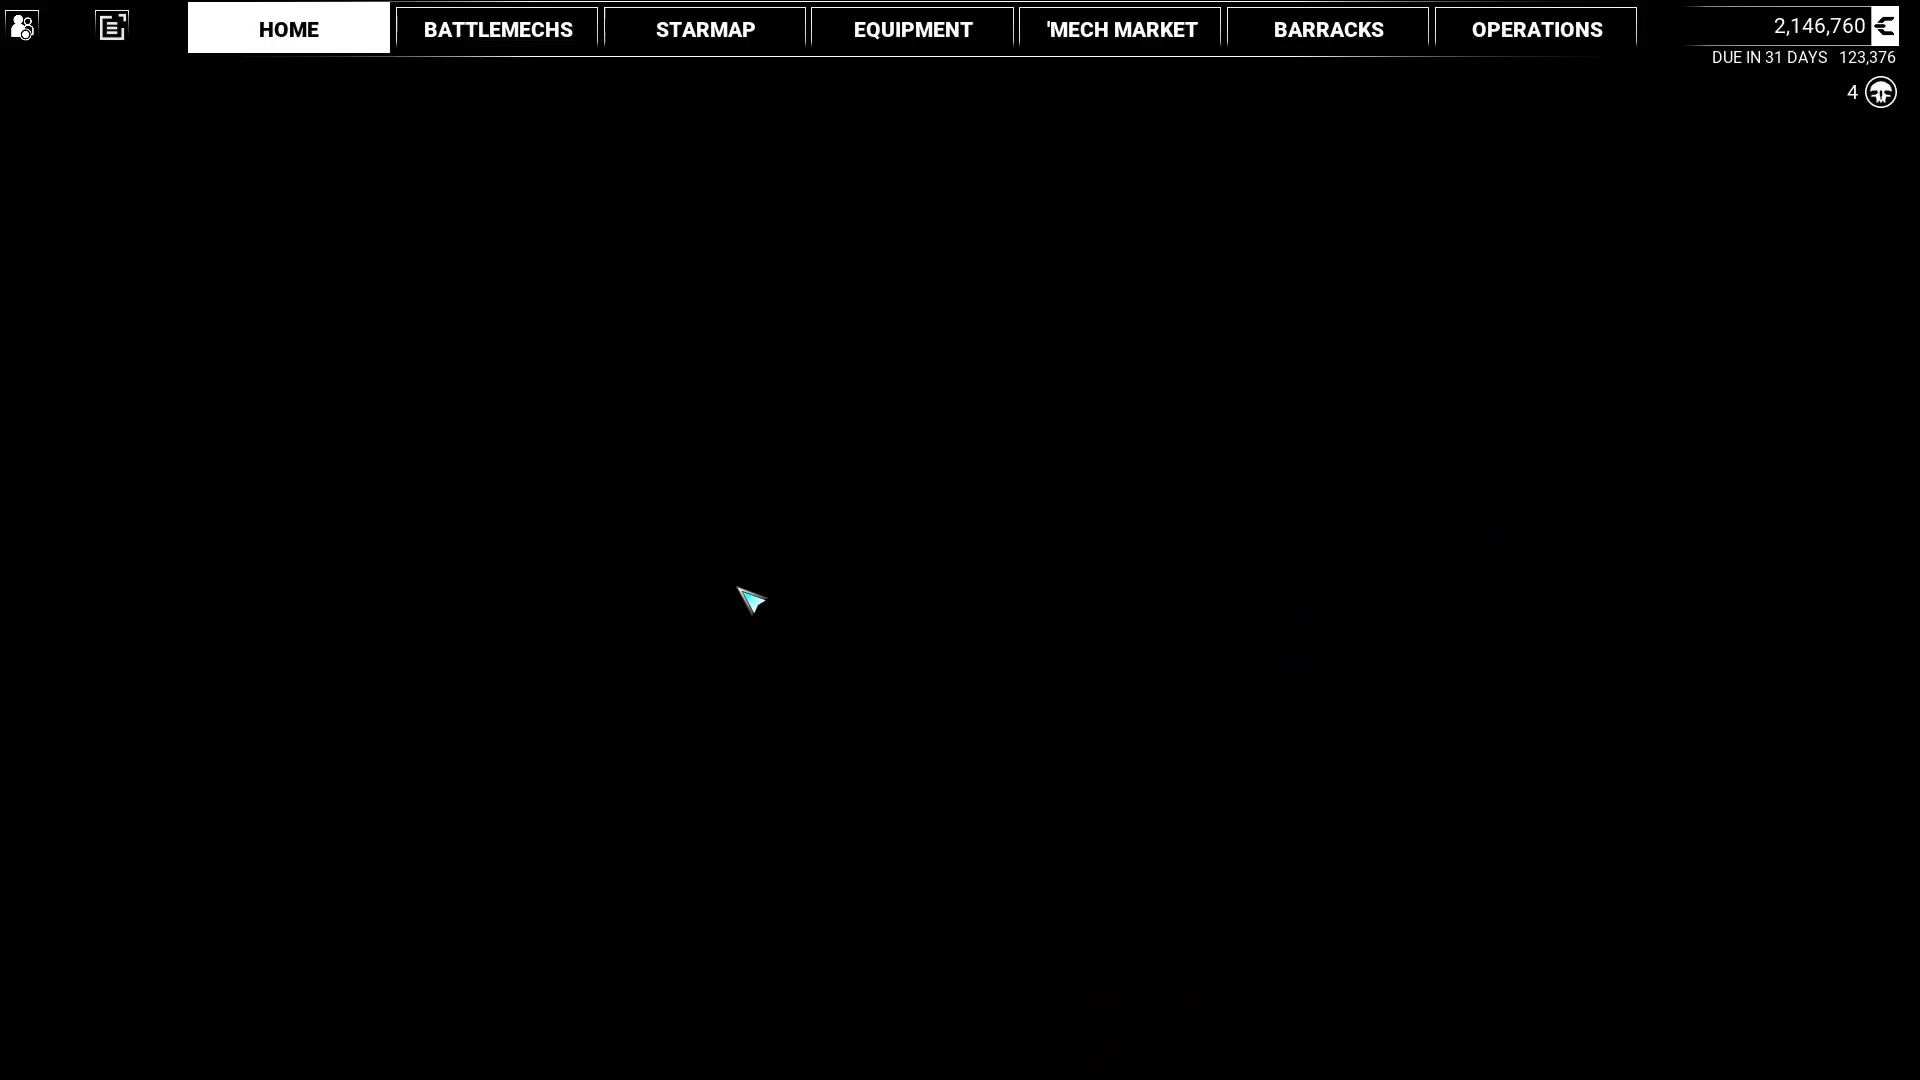 HOME
BATTLEMECHS
STARMAP
EQUIPMENT
'MECH MARKET
BARRACKS
OPERATIONS
2,146,760
DUE IN 31 DAYS 123,376
4